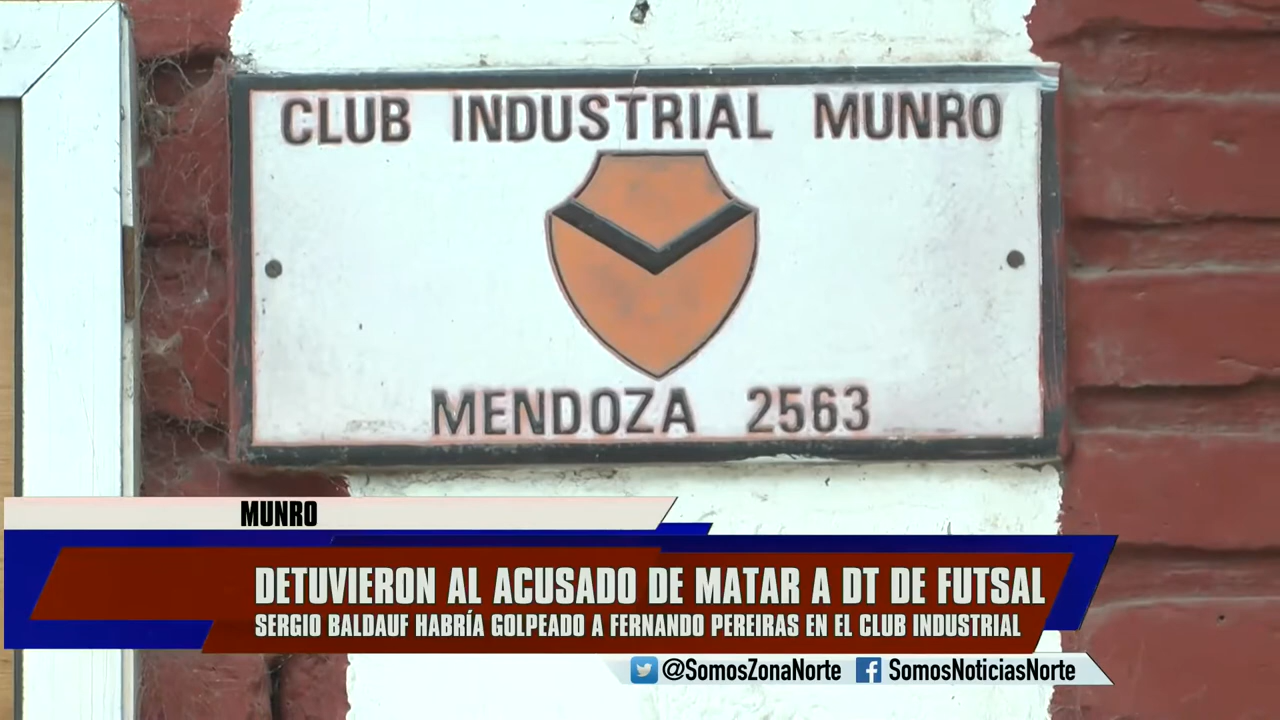 CLUB INDUSTRIAL MUNRO
MENDOZA 2563
MUNRO
DETUVIERON AL ACUSADO DE MATAR A DT DE FUTSAL
SERGIO BALDAUF HABRÍA GOLPEADO A FERNANDO PEREIRAS EN EL CLUB INDUSTRIAL
@SomosZonaNorte SomosNoticiasNorte